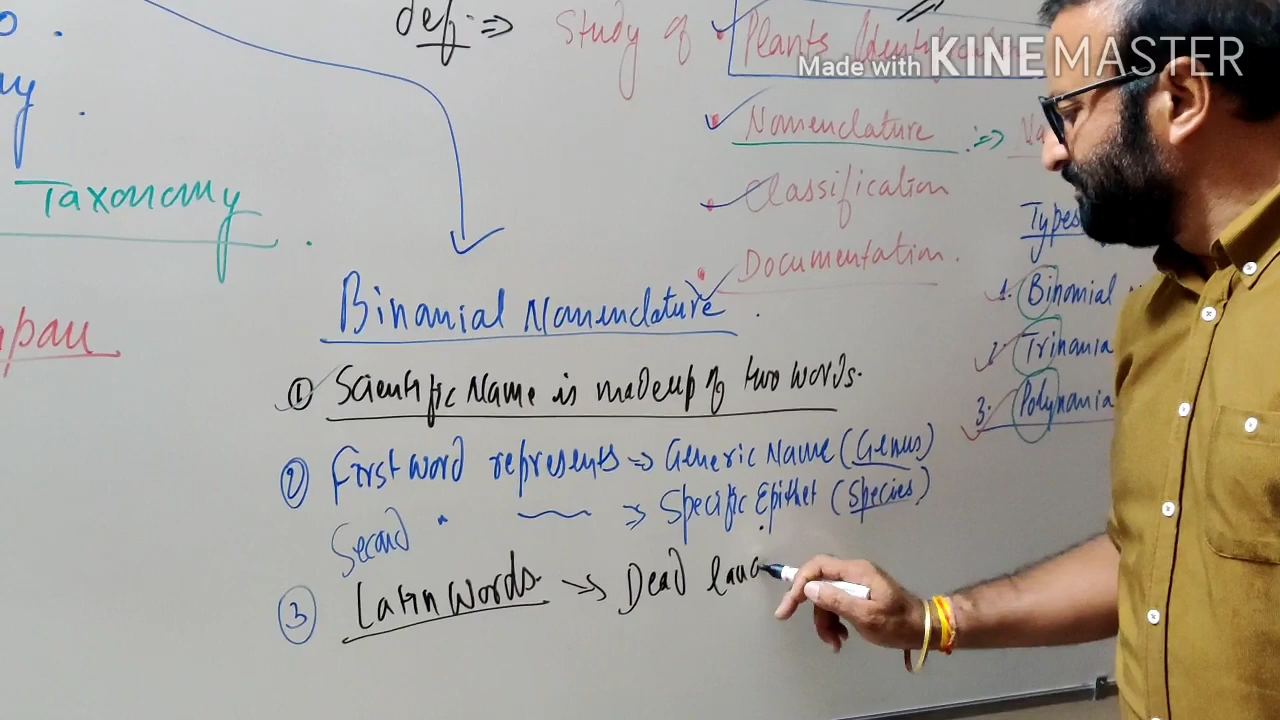 def. => Study of Plants
Made with KINEMASTER
Nomenclature =>
Classification
Documentation.
Taxonomy
Types
1. Binomial
2. Trinomia
3. Polynomia
Binomial Nomenclature.
① Scientific Name is madeup of two words.
② First word represents => Generic Name (Genus)
Second " => Specific Epithet (Species)
③ Latin Words. => Dead lang